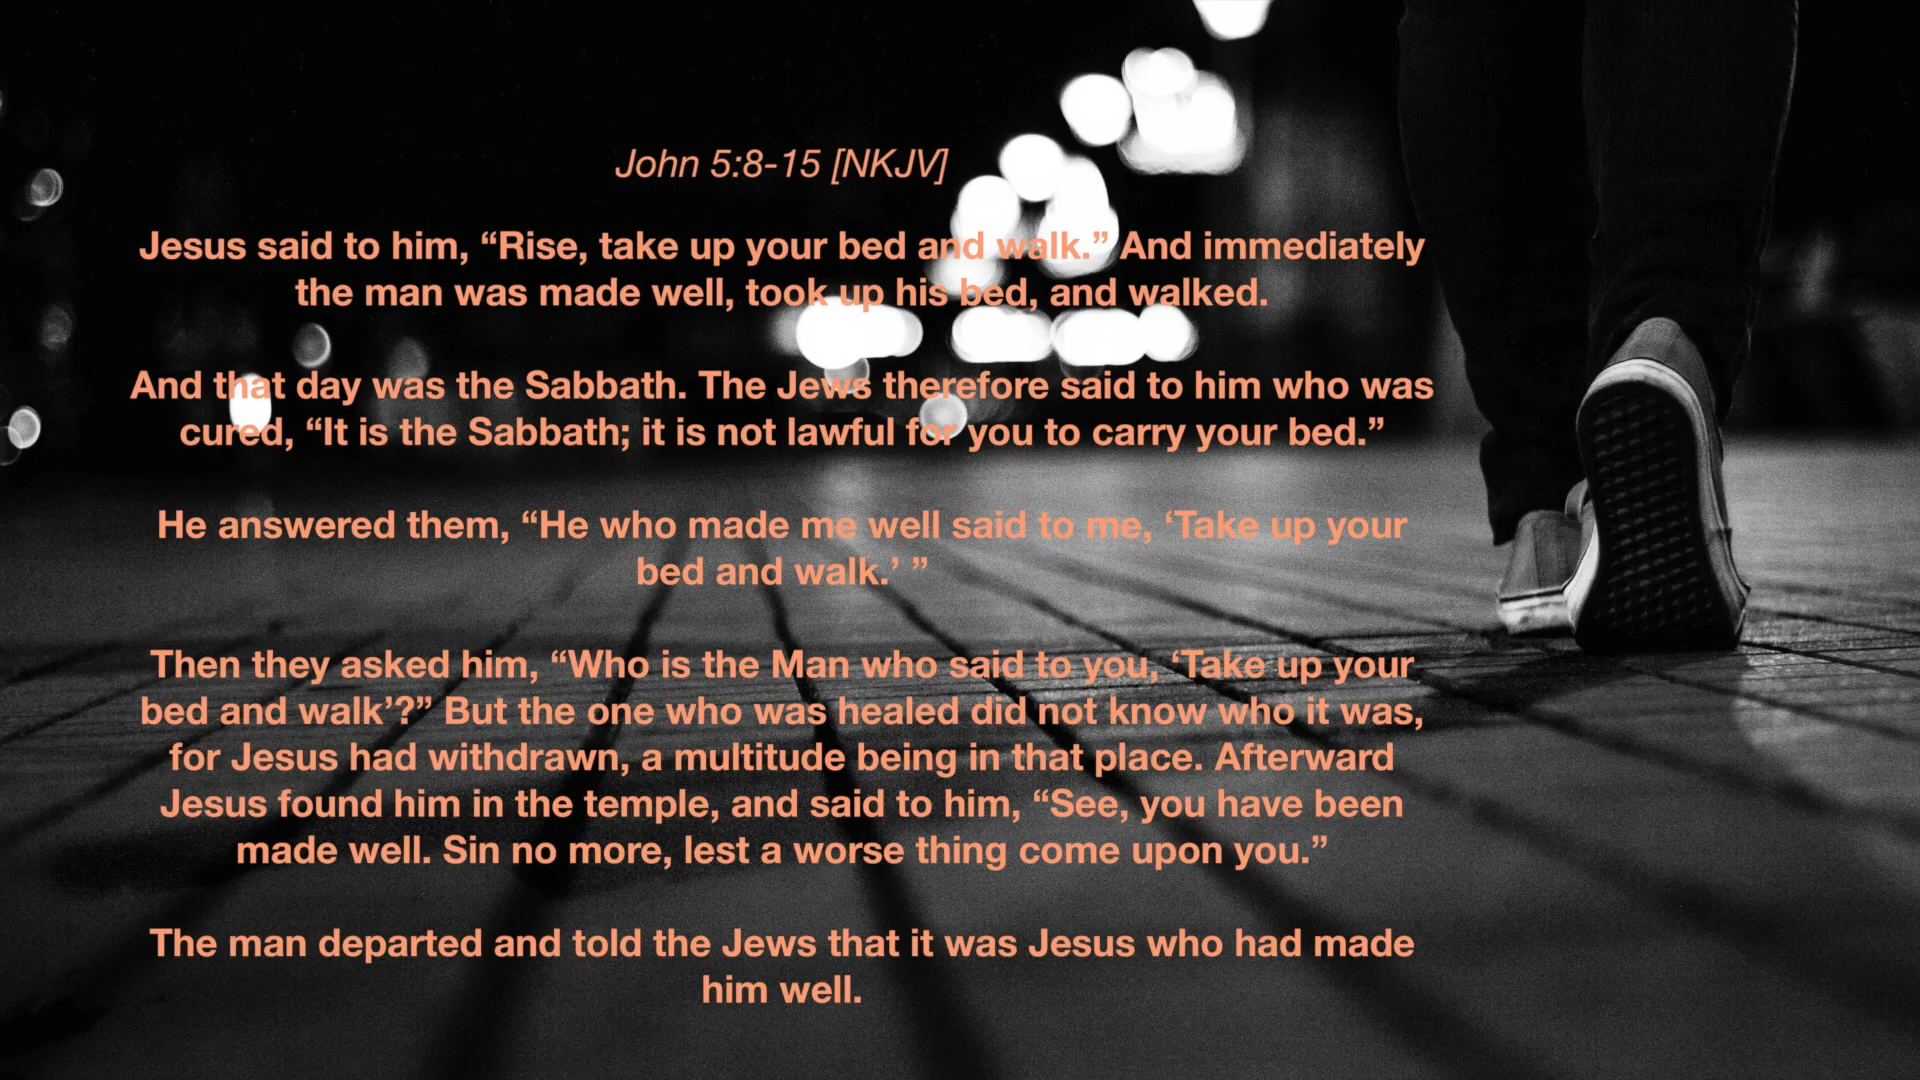 John 5:8-15 [NKJV]
Jesus said to him, “Rise, take up your bed and walk.” And immediately
the man was made well, took up his bed, and walked.
And that day was the Sabbath. The Jews therefore said to him who was
cured, “It is the Sabbath; it is not lawful for you to carry your bed.”
He answered them, “He who made me well said to me, ‘Take up your
bed and walk.’ ”
Then they asked him, “Who is the Man who said to you, ‘Take up your
bed and walk’?” But the one who was healed did not know who it was,
for Jesus had withdrawn, a multitude being in that place. Afterward
Jesus found him in the temple, and said to him, “See, you have been
made well. Sin no more, lest a worse thing come upon you.”
The man departed and told the Jews that it was Jesus who had made
him well.